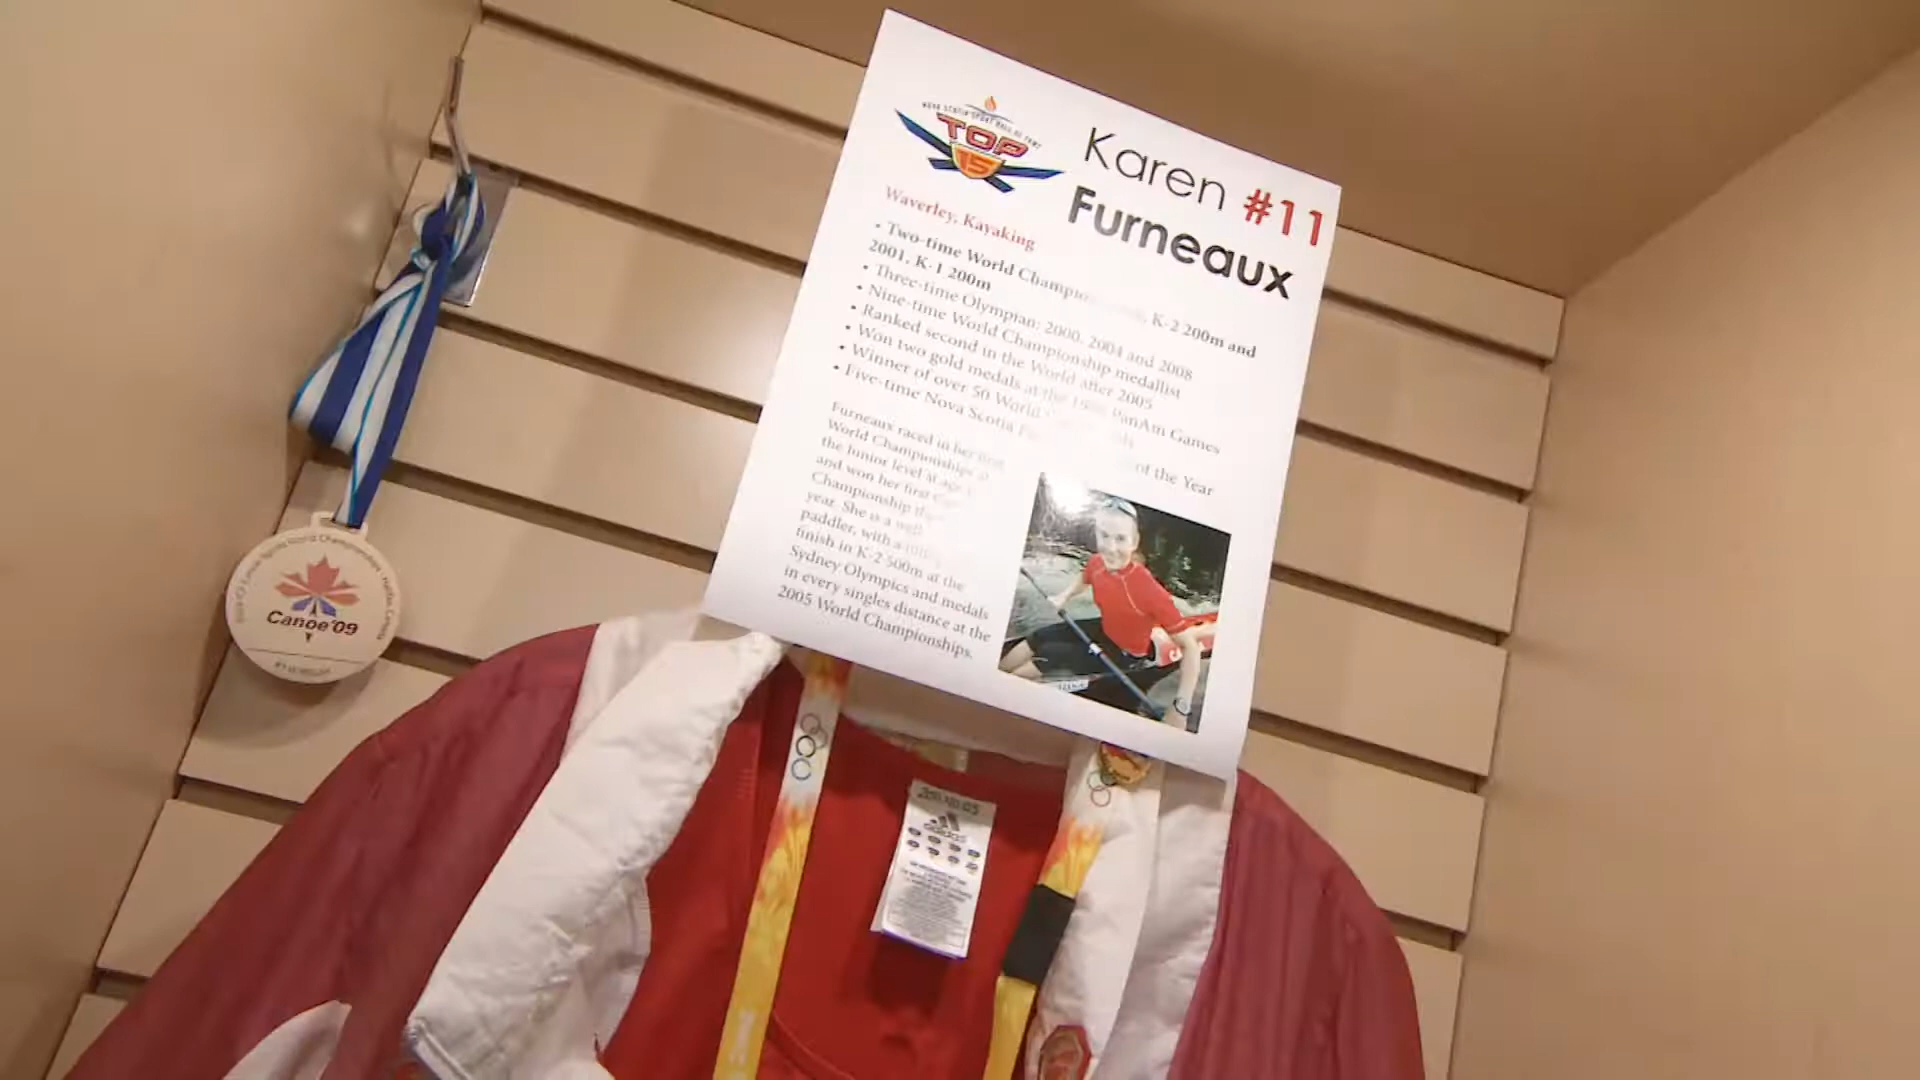 NOVA SCOTIA SPORT HALL OF FAME
TOP
15
Karen #11
Furneaux
Waverley, Kayaking
• Two-time World Champion K-2 200m and
2001, K-1 200m
• Three-time Olympian: 2000, 2004 and 2008
• Nine-time World Championship medallist
• Ranked second in the World after 2005
• Won two gold medals at the PanAm Games
• Winner of over 50 World
• Five-time Nova Scotia of the Year
Furneaux raced in her first
World Championships at
the junior level at age
and won her first
Championship
year. She is a well
paddler, with a
finish in K-2 500m at the
Sydney Olympics and medals
in every singles distance at the
2005 World Championships.
Canoe'09
adidas